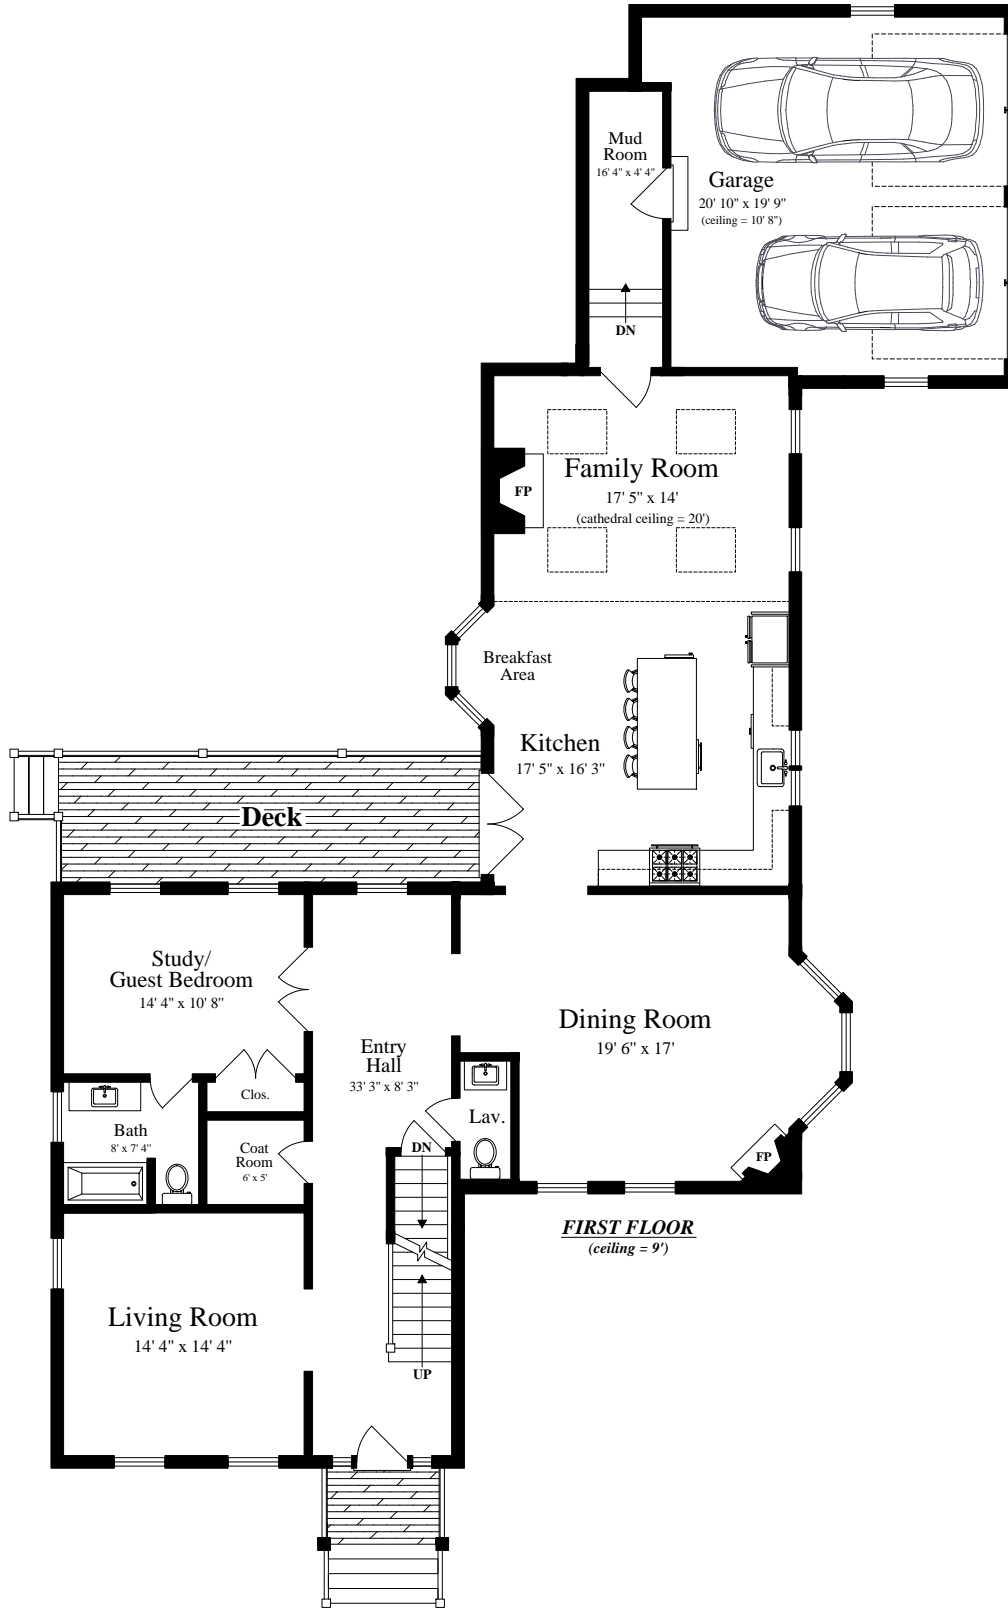 Mud
Room
16' 4" x 4' 4"
Garage
20' 10" x 19' 9"
(ceiling = 10' 8")
DN
Family Room
17' 5" x 14'
(cathedral ceiling = 20')
FP
Breakfast
Area
Kitchen
17' 5" x 16' 3"
Deck
Study/
Guest Bedroom
14' 4" x 10' 8"
Dining Room
19' 6" x 17'
Entry
Hall
33' 3" x 8' 3"
Clos.
Lav.
Bath
8' x 7' 4"
Coat
Room
6' x 5'
DN
FP
FIRST FLOOR
(ceiling = 9')
Living Room
14' 4" x 14' 4"
UP